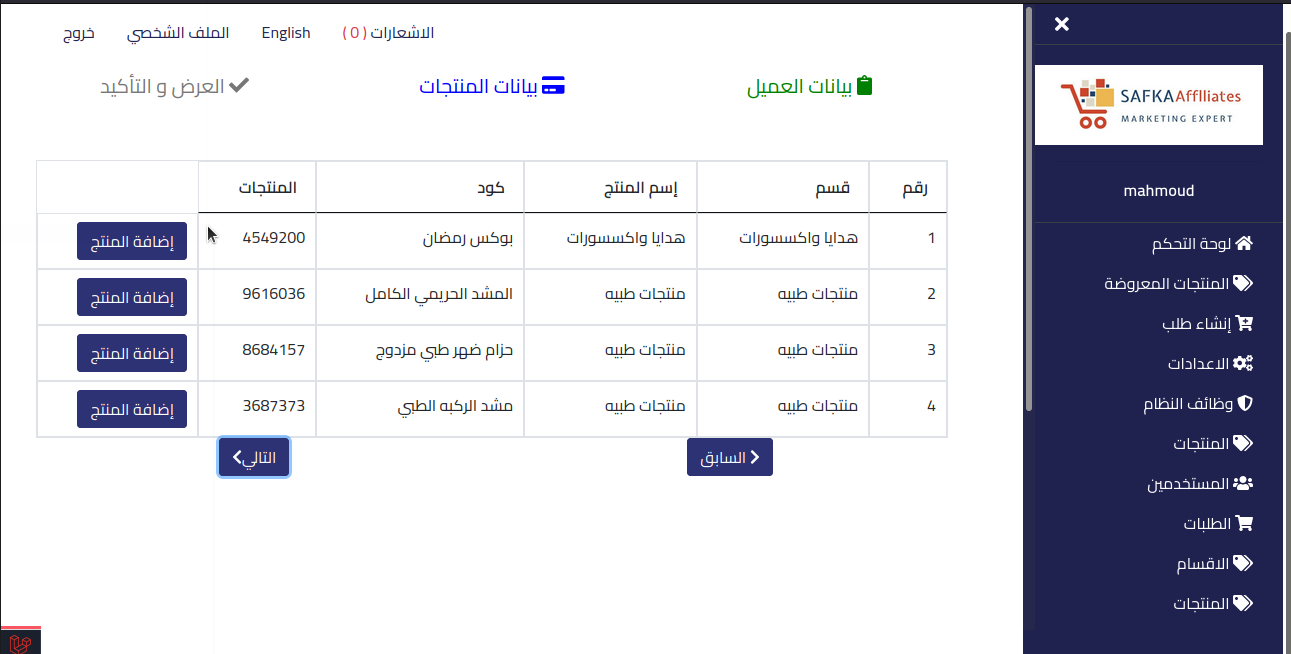 الاشعارات ( 0 ) English الملف الشخصي خروج
بيانات العميل بيانات المنتجات العرض و التأكيد
رقم قسم إسم المنتج كود المنتجات
1 هدايا واكسسورات هدايا واكسسورات بوكس رمضان 4549200 إضافة المنتج
2 منتجات طبيه منتجات طبيه المشد الحريمي الكامل 9616036 إضافة المنتج
3 منتجات طبيه منتجات طبيه حزام ضهر طبي مزدوج 8684157 إضافة المنتج
4 منتجات طبيه منتجات طبيه مشد الركبه الطبي 3687373 إضافة المنتج
السابق التالي
SAFKAAffIliates
MARKETING EXPERT
mahmoud
لوحة التحكم
المنتجات المعروضة
إنشاء طلب
الاعدادات
وظائف النظام
المنتجات
المستخدمين
الطلبات
الاقسام
المنتجات